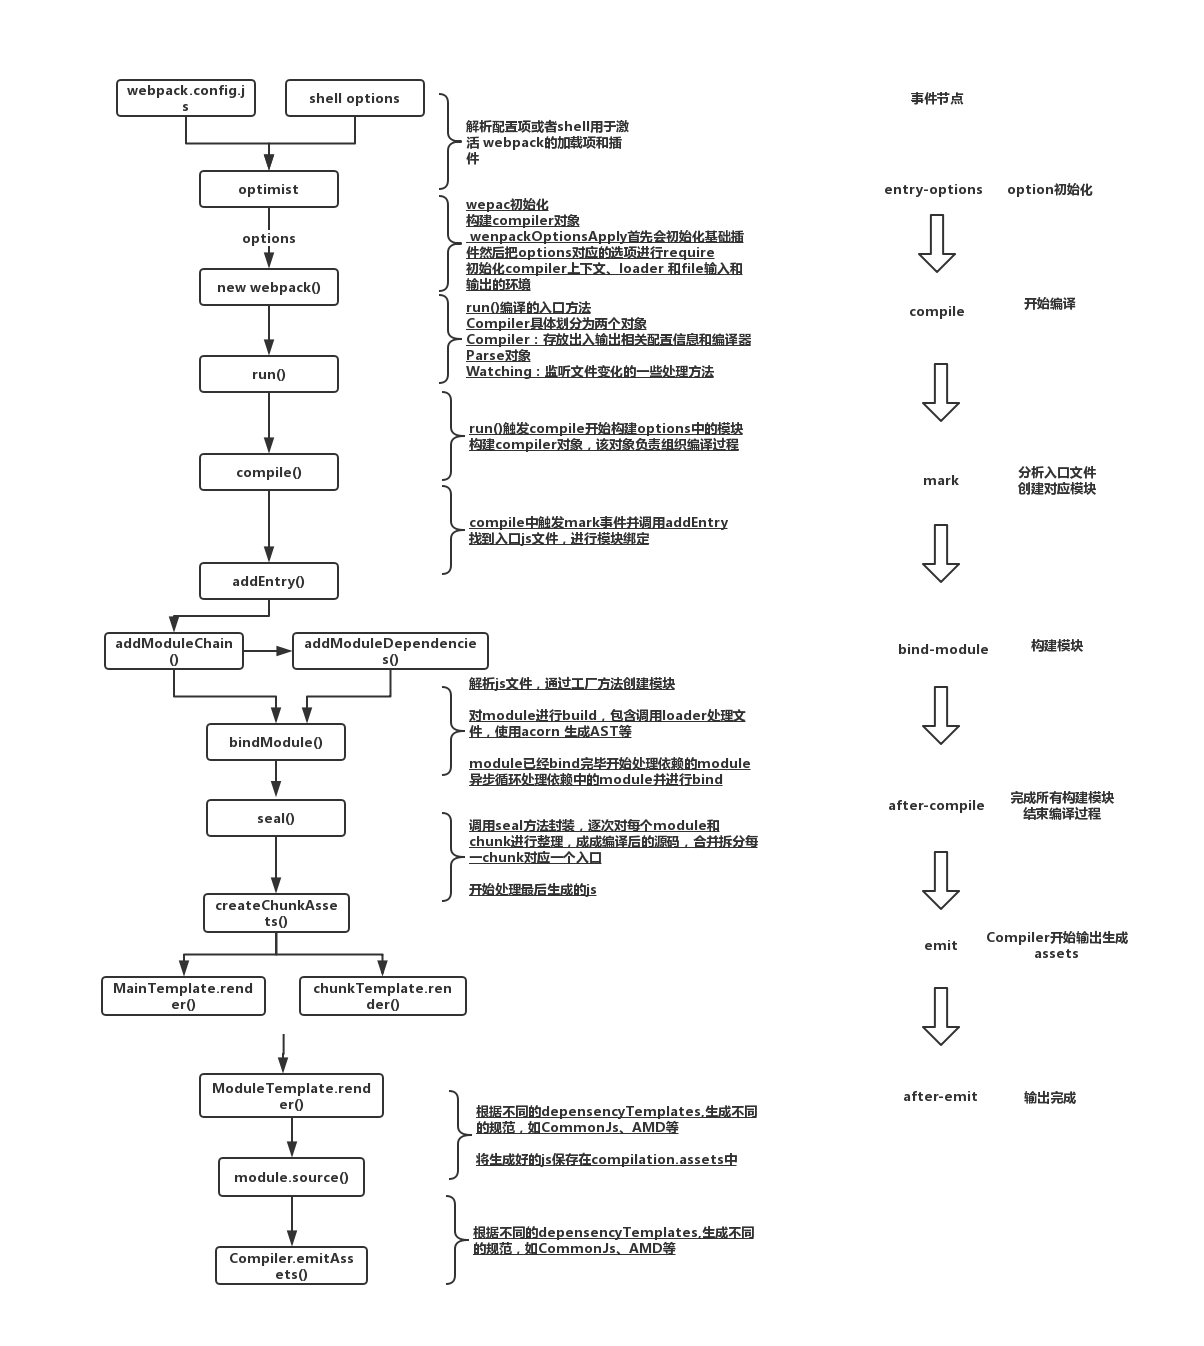 webpack.config.j
s
shell options
optimist
options
new webpack()
run()
compile()
addEntry()
addModuleChain
()
addModuleDependencie
s()
bindModule()
seal()
createChunkAsse
ts()
MainTemplate.rend
er()
chunkTemplate.ren
der()
ModuleTemplate.rend
er()
module.source()
Compiler.emitAss
ets()
解析配置项或者shell用于激
活 webpack的加载项和插
件
wepac初始化
构建compiler对象
wenpackOptionsApply首先会初始化基础插
件然后把options对应的选项进行require
初始化compiler上下文、loader 和file输入和
输出的环境
run()编译的入口方法
Compiler具体划分为两个对象
Compiler：存放出入输出相关配置信息和编译器
Parse对象
Watching：监听文件变化的一些处理方法
run()触发compile开始构建options中的模块
构建compiler对象，该对象负责组织编译过程
compile中触发mark事件并调用addEntry
找到入口js文件，进行模块绑定
解析js文件，通过工厂方法创建模块
对module进行build，包含调用loader处理文
件，使用acorn 生成AST等
module已经bind完毕开始处理依赖的module
异步循环处理依赖中的module并进行bind
调用seal方法封装，逐次对每个module和
chunk进行整理，成成编译后的源码，合并拆分每
一chunk对应一个入口
开始处理最后生成的js
根据不同的depensencyTemplates,生成不同
的规范，如CommonJs、AMD等
将生成好的js保存在compilation.assets中
根据不同的depensencyTemplates,生成不同
的规范，如CommonJs、AMD等
事件节点
entry-options
option初始化
compile
开始编译
mark
分析入口文件
创建对应模块
bind-module
构建模块
after-compile
完成所有构建模块
结束编译过程
emit
Compiler开始输出生成
assets
after-emit
输出完成